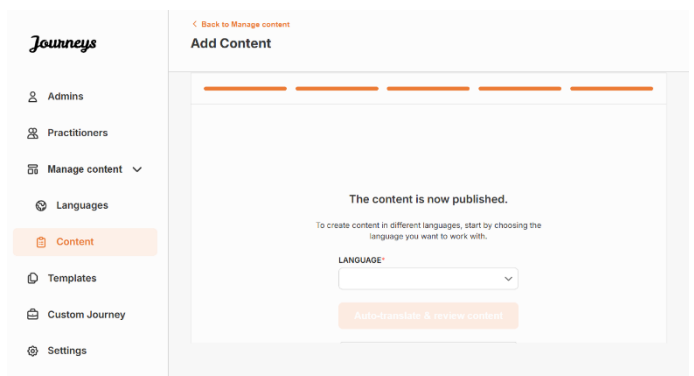 Journeys
Admins
Practitioners
Manage content
Languages
Content
Templates
Custom Journey
Settings
Back to Manage content
Add Content
The content is now published.
To create content in different languages, start by choosing the
language you want to work with.
LANGUAGE*
Auto-translate & review content